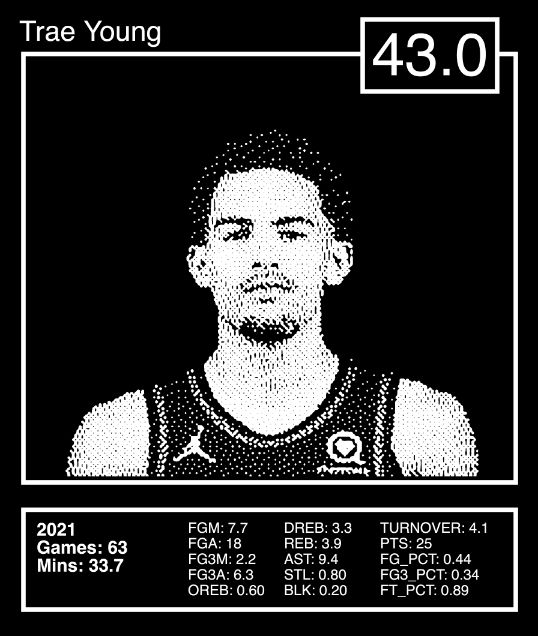 Trae Young
43.0
2021
Games: 63
Mins: 33.7
FGM: 7.7
FGA: 18
FG3M: 2.2
FG3A: 6.3
OREB: 0.60
DREB: 3.3
REB: 3.9
AST: 9.4
STL: 0.80
BLK: 0.20
TURNOVER: 4.1
PTS: 25
FG_PCT: 0.44
FG3_PCT: 0.34
FT_PCT: 0.89